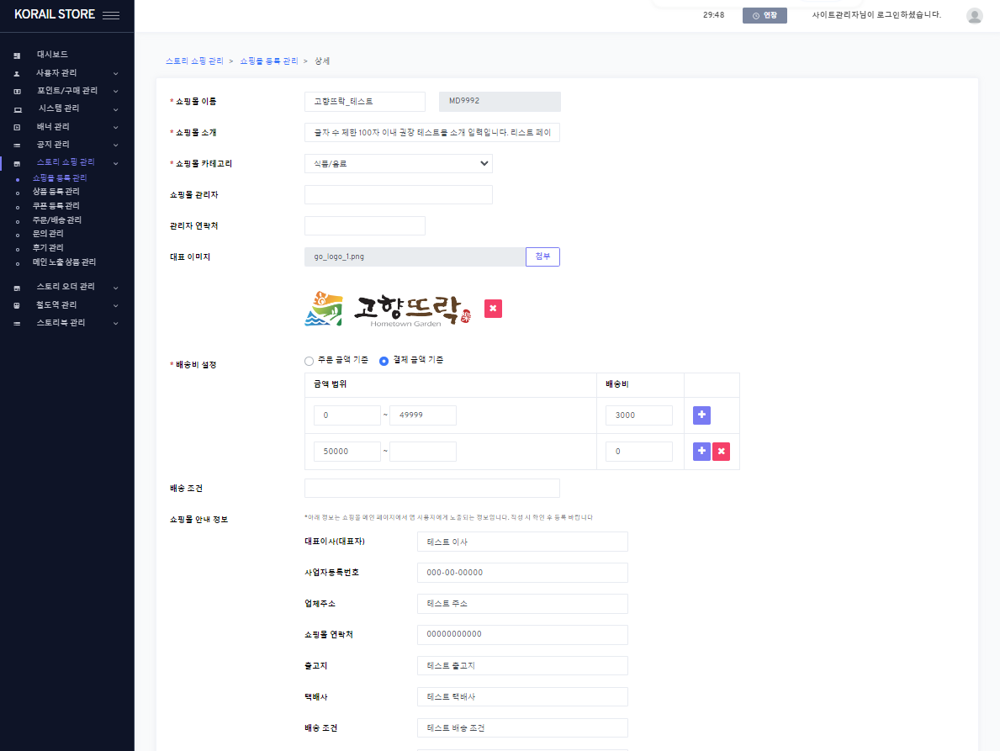 KORAIL STORE
29:48
연장
사이트관리자님이 로그인하셨습니다.
대시보드
사용자 관리
포인트/구매 관리
시스템 관리
배너 관리
공지 관리
스토리 쇼핑 관리
쇼핑몰 등록 관리
상품 등록 관리
쿠폰 등록 관리
주문/배송 관리
문의 관리
후기 관리
메인 노출 상품 관리
스토리 오더 관리
철도역 관리
스토리북 관리
스토리 쇼핑 관리 > 쇼핑몰 등록 관리 > 상세
* 쇼핑몰 이름 고향뜨락_테스트 MD9992
* 쇼핑몰 소개 글자 수 제한 100자 이내 권장 테스트몰 소개 입력입니다. 리스트 페이
* 쇼핑몰 카테고리 식품/음료
쇼핑몰 관리자
관리자 연락처
대표 이미지 go_logo_1.png 첨부
고향뜨락
Hometown Garden
* 배송비 설정 주문 금액 기준 결제 금액 기준
금액 범위 배송비
0 ~ 49999 3000
50000 ~ 0
배송 조건
쇼핑몰 안내 정보 *아래 정보는 쇼핑몰 메인 페이지에서 앱 사용자에게 노출되는 정보입니다. 작성 시 확인 후 등록 바랍니다
대표이사(대표자) 테스트 이사
사업자등록번호 000-00-00000
업체주소 테스트 주소
쇼핑몰 연락처 00000000000
출고지 테스트 출고지
택배사 테스트 택배사
배송 조건 테스트 배송 조건